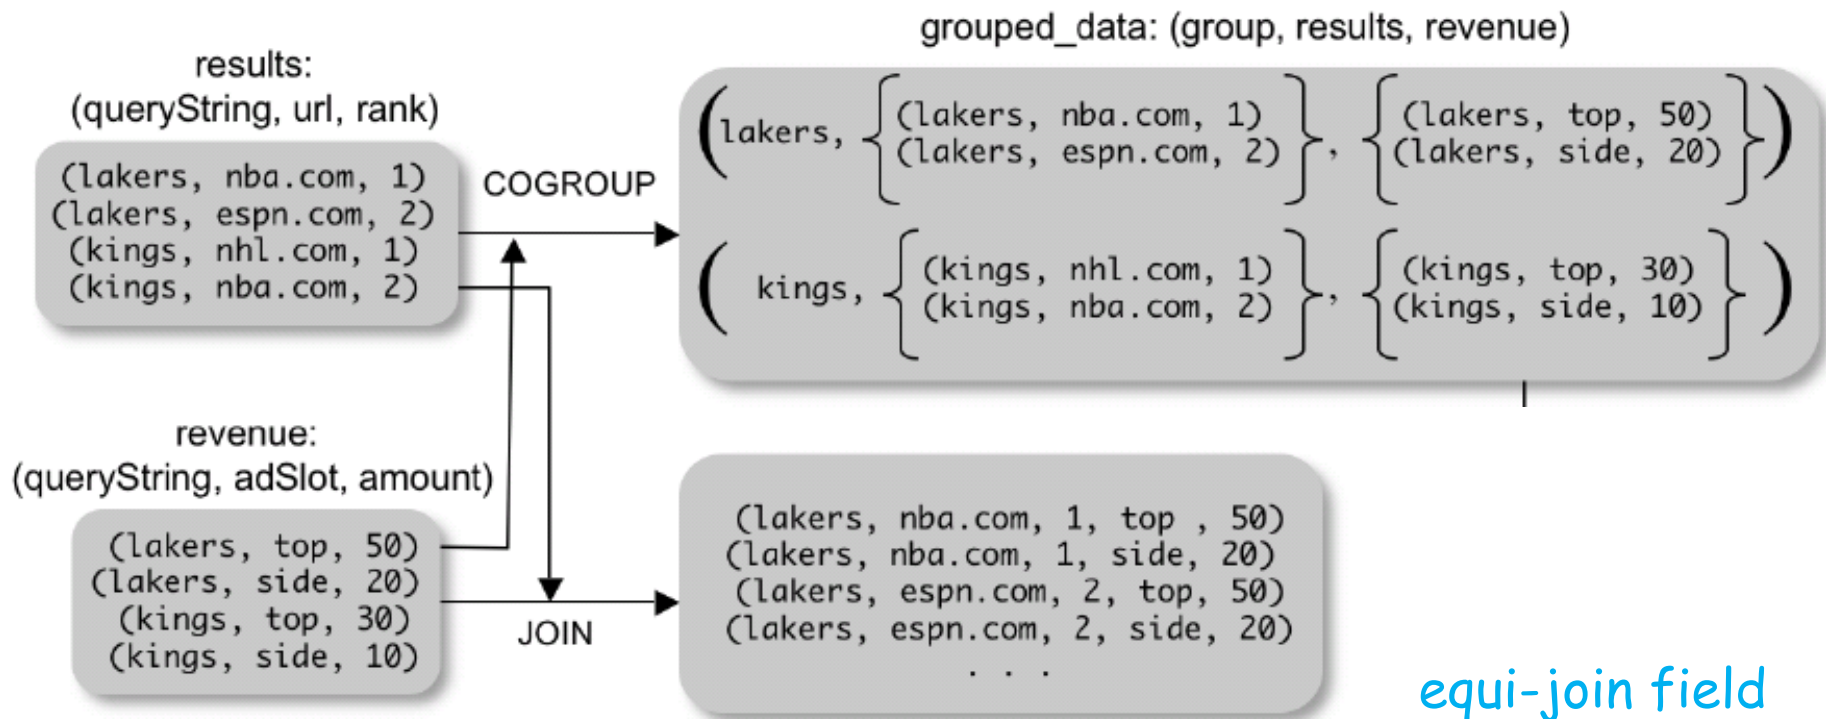 results:
(queryString, url, rank)
(lakers, nba.com, 1)
(lakers, espn.com, 2)
(kings, nhl.com, 1)
(kings, nba.com, 2)
COGROUP
grouped_data: (group, results, revenue)
(lakers, {(lakers, nba.com, 1)
(lakers, espn.com, 2)}, {(lakers, top, 50)
(lakers, side, 20)})
(kings, {(kings, nhl.com, 1)
(kings, nba.com, 2)}, {(kings, top, 30)
(kings, side, 10)})
revenue:
(queryString, adSlot, amount)
(lakers, top, 50)
(lakers, side, 20)
(kings, top, 30)
(kings, side, 10)
JOIN
(lakers, nba.com, 1, top , 50)
(lakers, nba.com, 1, side, 20)
(lakers, espn.com, 2, top, 50)
(lakers, espn.com, 2, side, 20)
. . .
equi-join field